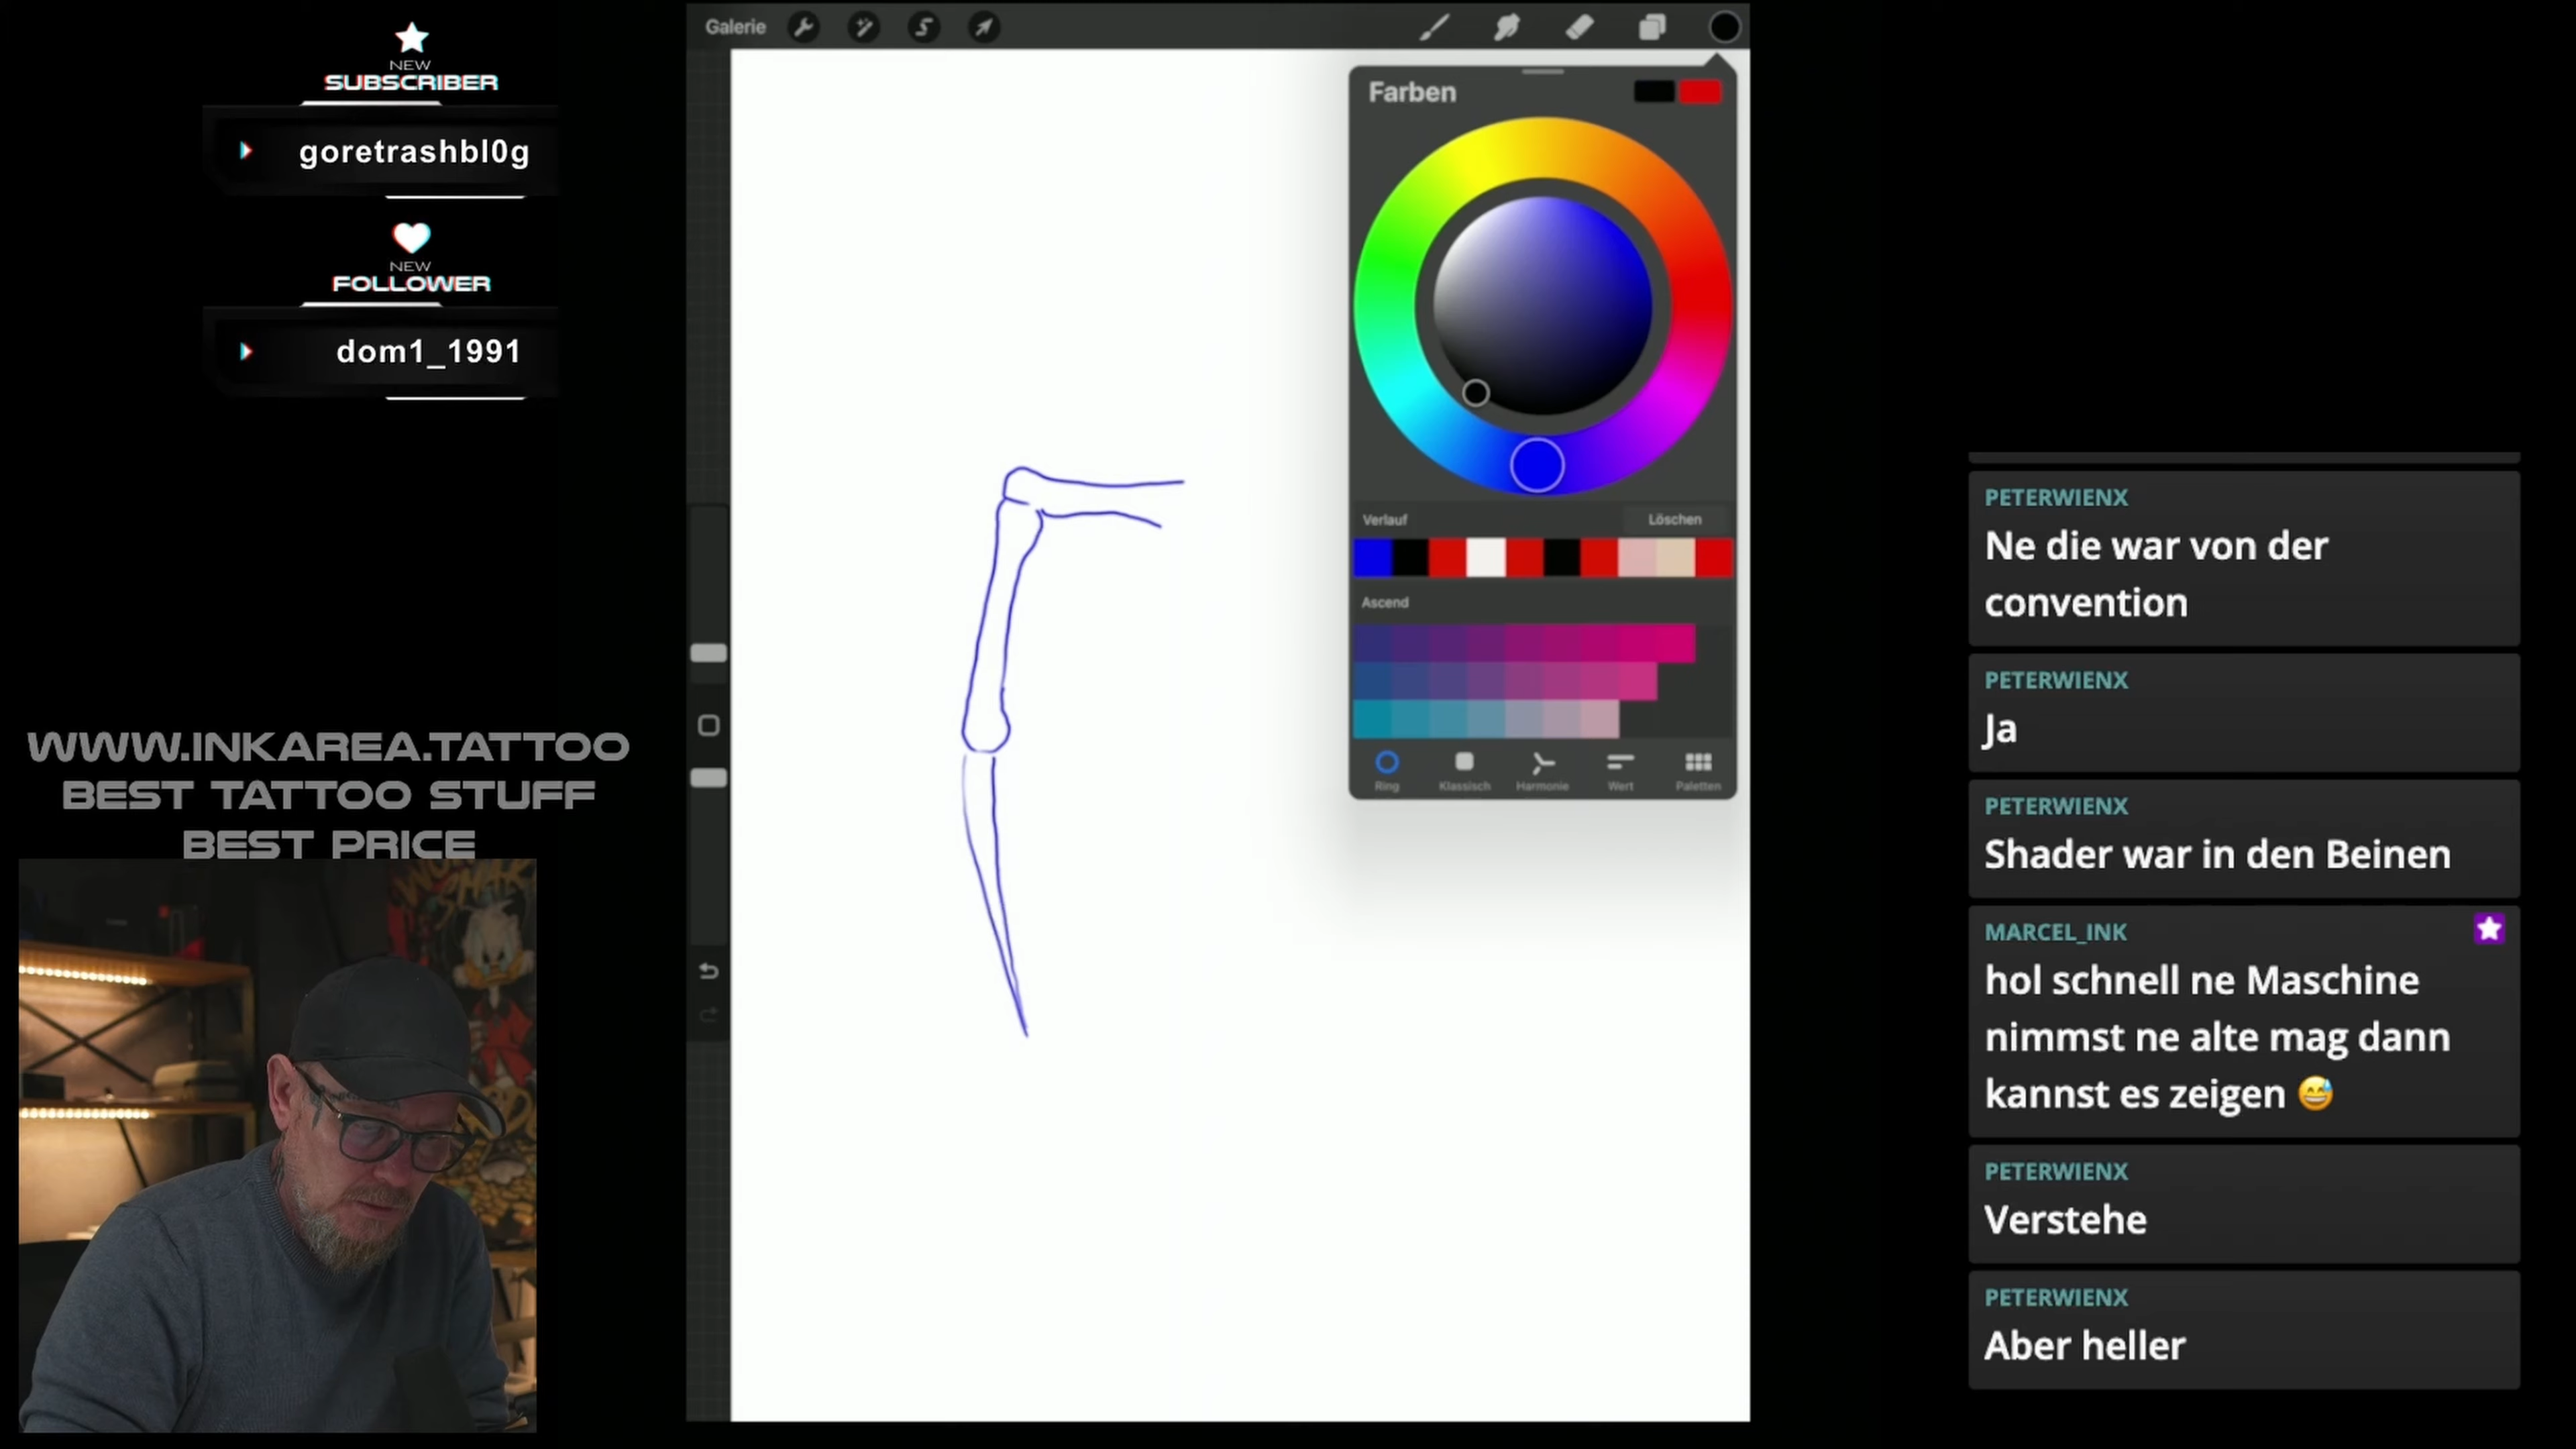 NEW
SUBSCRIBER
goretrashbl0g
NEW
FOLLOWER
dom1_1991
WWW.INKAREA.TATTOO
BEST TATTOO STUFF
BEST PRICE
Galerie
Farben
Verlauf
Löschen
Ascend
Ring
Klassisch
Harmonie
Wert
Paletten
PETERWIENX
Ne die war von der
convention
PETERWIENX
Ja
PETERWIENX
Shader war in den Beinen
MARCEL_INK
hol schnell ne Maschine
nimmst ne alte mag dann
kannst es zeigen 😅
PETERWIENX
Verstehe
PETERWIENX
Aber heller